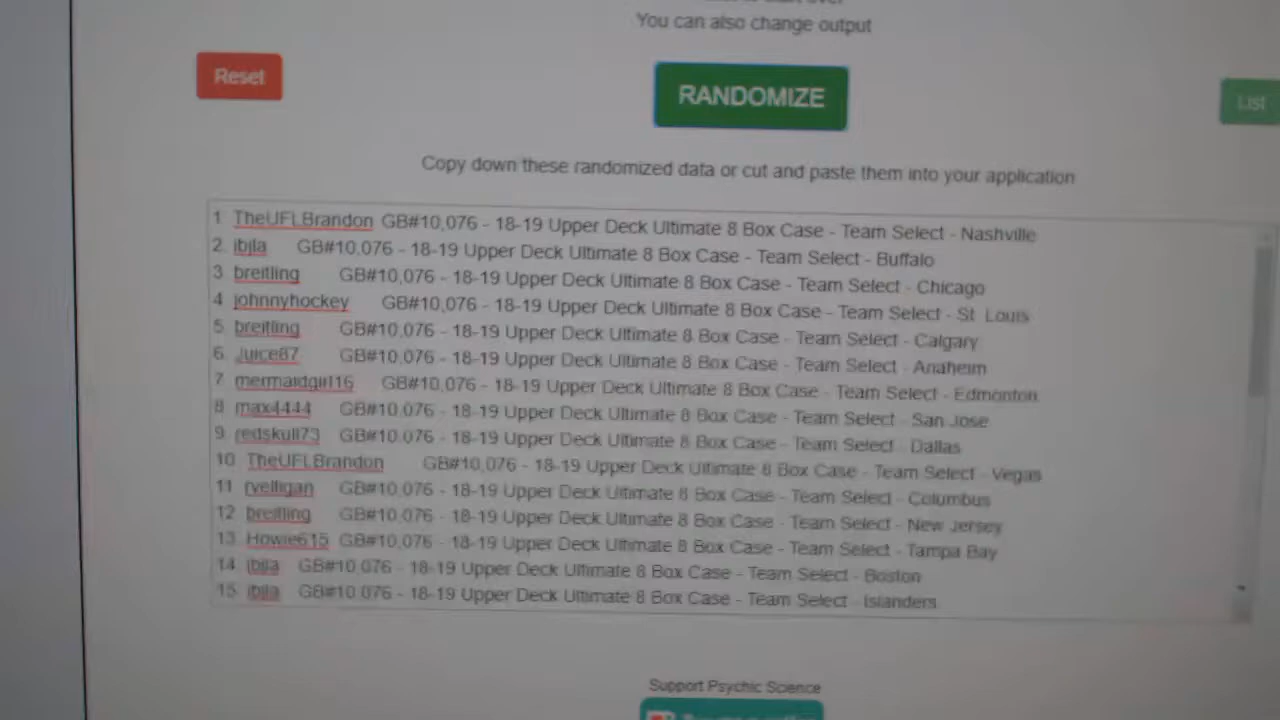 You can also change output
Reset
RANDOMIZE
List
Copy down these randomized data or cut and paste them into your application
1 TheUFLBrandon GB#10,076 - 18-19 Upper Deck Ultimate 8 Box Case - Team Select - Nashville
2. ibjla GB#10,076 - 18-19 Upper Deck Ultimate 8 Box Case - Team Select - Buffalo
3 breitling GB#10,076 - 18-19 Upper Deck Ultimate 8 Box Case - Team Select - Chicago
4 johnnyhockey GB#10,076 - 18-19 Upper Deck Ultimate 8 Box Case - Team Select - St. Louis
5. breitling GB#10,076 - 18-19 Upper Deck Ultimate 8 Box Case - Team Select - Calgary
6. Juice87 GB#10,076 - 18-19 Upper Deck Ultimate 8 Box Case - Team Select - Anaheim
7 mermaidgirl16 GB#10,076 - 18-19 Upper Deck Ultimate 8 Box Case - Team Select - Edmonton
8 max4444 GB#10,076 - 18-19 Upper Deck Ultimate 8 Box Case - Team Select - San Jose
9 redskull73 GB#10,076 - 18-19 Upper Deck Ultimate 8 Box Case - Team Select - Dallas
10 TheUFLBrandon GB#10,076 - 18-19 Upper Deck Ultimate 8 Box Case - Team Select - Vegas
11 rvelligan GB#10,076 - 18-19 Upper Deck Ultimate 8 Box Case - Team Select - Columbus
12 breitling GB#10,076 - 18-19 Upper Deck Ultimate 8 Box Case - Team Select - New Jersey
13 Howie615 GB#10,076 - 18-19 Upper Deck Ultimate 8 Box Case - Team Select - Tampa Bay
14 ibjla GB#10,076 - 18-19 Upper Deck Ultimate 8 Box Case - Team Select - Boston
15 ibjla GB#10,076 - 18-19 Upper Deck Ultimate 8 Box Case - Team Select - Islanders
Support Psychic Science